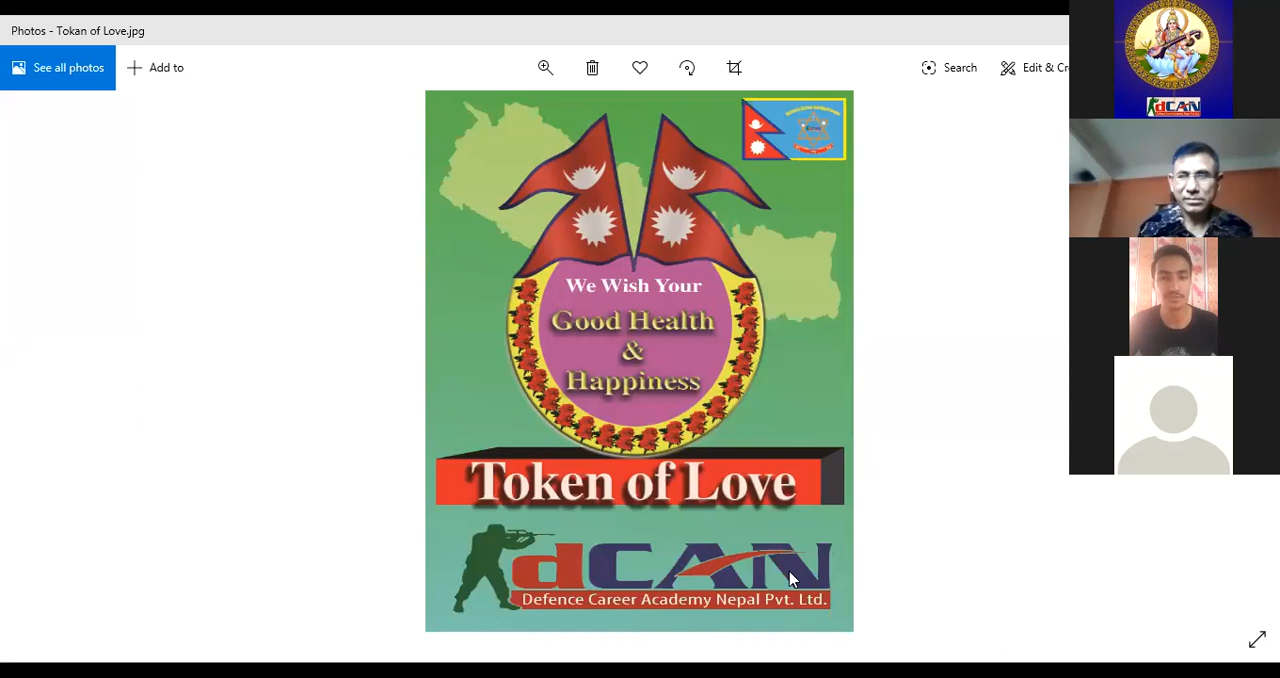 Photos - Tokan of Love.jpg
See all photos
Add to
Search
Edit & Cr
We Wish Your
Good Health
&
Happiness
Token of Love
dCAN
Defence Career Academy Nepal Pvt. Ltd.
dCAN